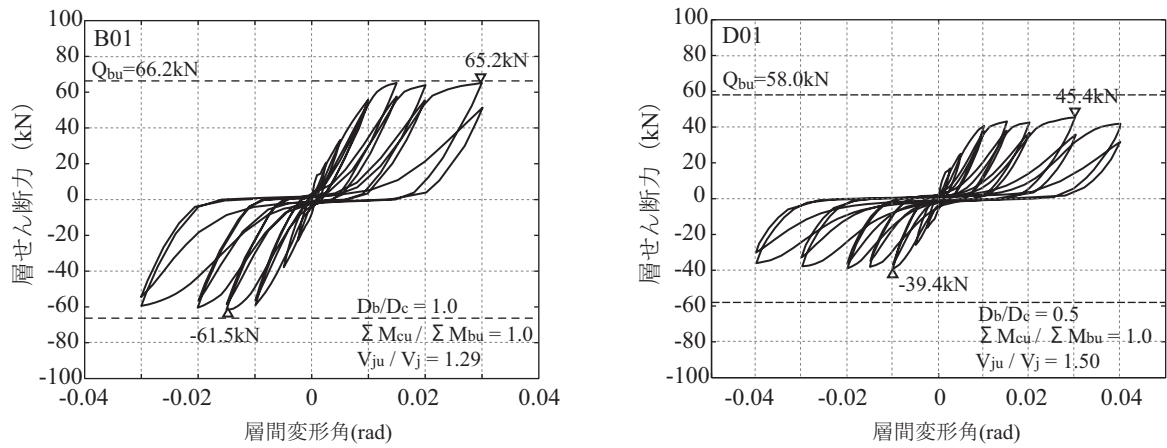 B01
65.2kN
Qbu=66.2kN
100
80
60
40
20
0
-20
-40
-60
-80
-100
層せん断力 (kN)
-61.5kN
Db/Dc = 1.0
Σ Mcu / Σ Mbu = 1.0
Vju / Vj = 1.29
-0.04 -0.02 0 0.02 0.04
層間変形角(rad)
D01
Qbu=58.0kN
45.4kN
100
80
60
40
20
0
-20
-40
-60
-80
-100
層せん断力 (kN)
-39.4kN
Db/Dc = 0.5
Σ Mcu / Σ Mbu = 1.0
Vju / Vj = 1.50
-0.04 -0.02 0 0.02 0.04
層間変形角(rad)